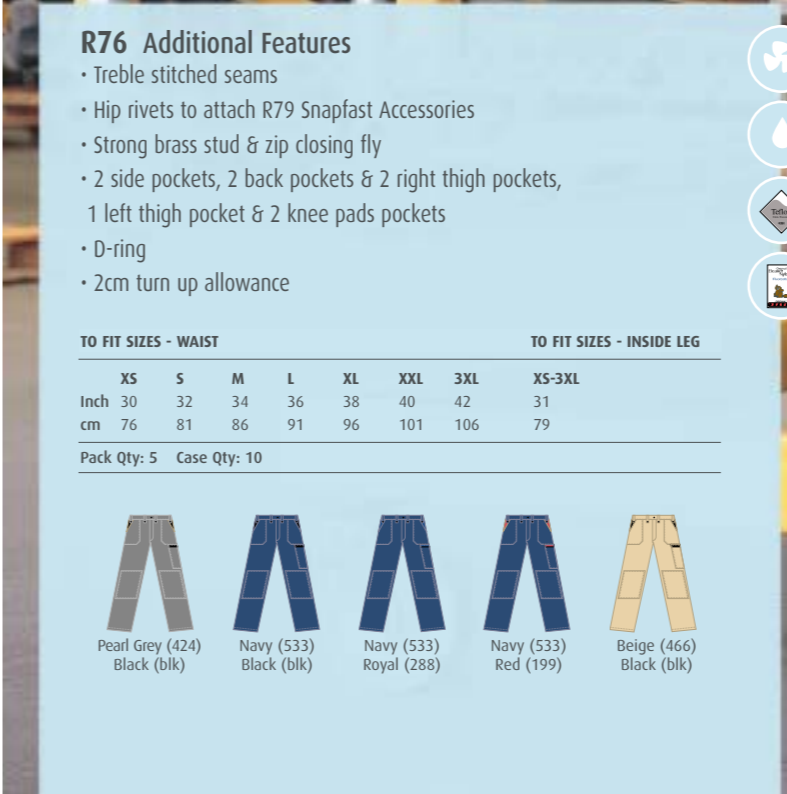 R76 Additional Features
• Treble stitched seams
• Hip rivets to attach R79 Snapfast Accessories
• Strong brass stud & zip closing fly
• 2 side pockets, 2 back pockets & 2 right thigh pockets,
1 left thigh pocket & 2 knee pads pockets
• D-ring
• 2cm turn up allowance
TO FIT SIZES - WAIST TO FIT SIZES - INSIDE LEG
XS S M L XL XXL 3XL XS-3XL
Inch 30 32 34 36 38 40 42 31
cm 76 81 86 91 96 101 106 79
Pack Qty: 5 Case Qty: 10
Pearl Grey (424) Navy (533) Navy (533) Navy (533) Beige (466)
Black (blk) Black (blk) Royal (288) Red (199) Black (blk)